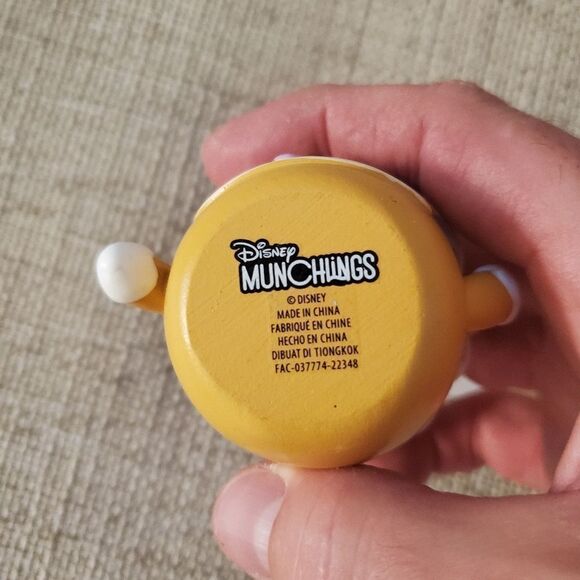 Disney
MUNCHLINGS
© DISNEY
MADE IN CHINA
FABRIQUÉ EN CHINE
HECHO EN CHINA
DIBUAT DI TIONGKOK
FAC-037774-22348